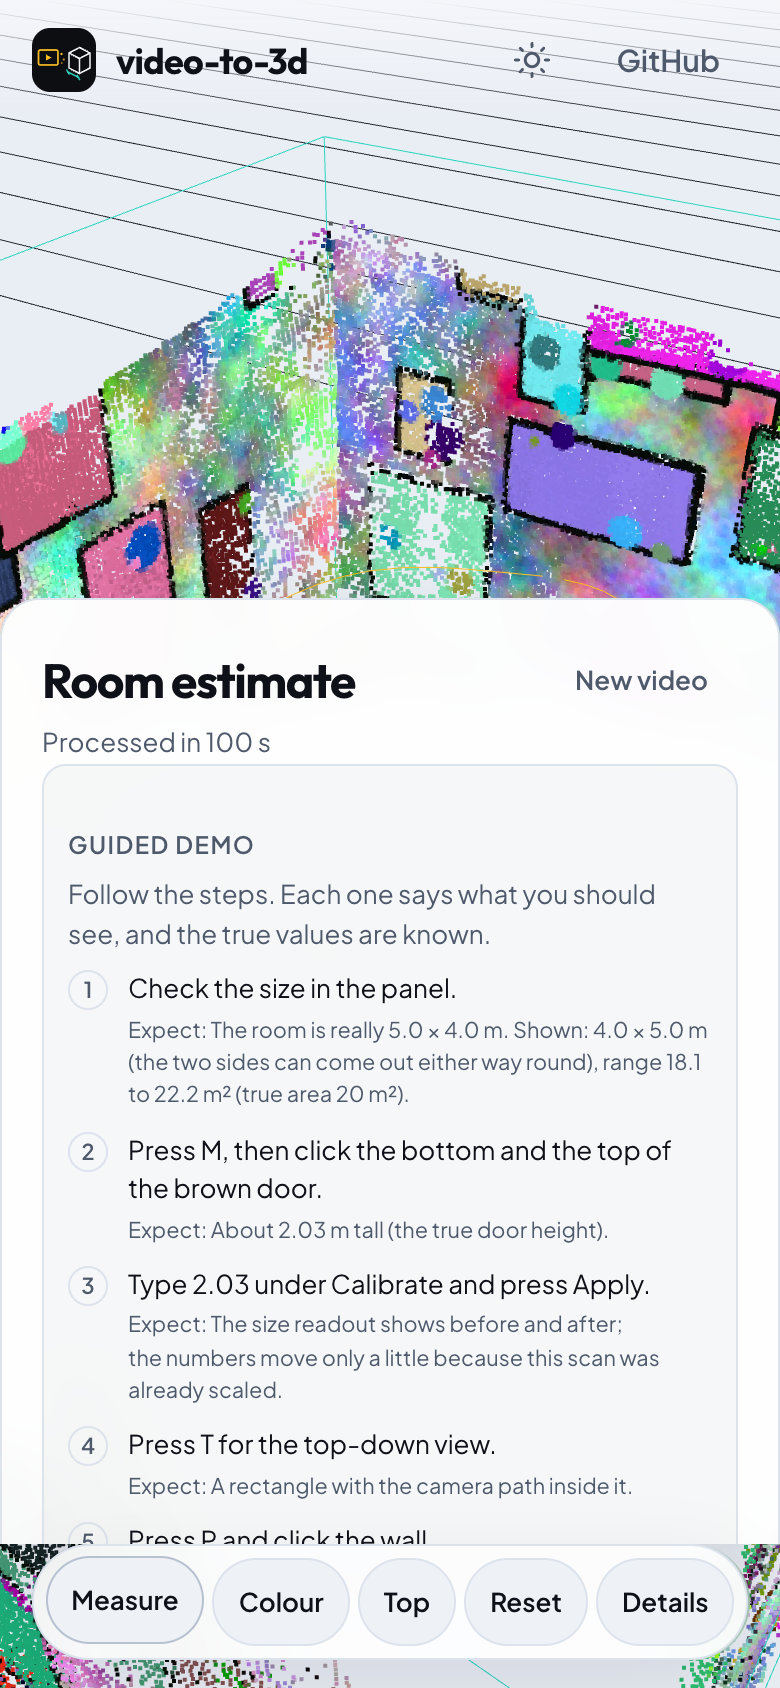 video-to-3d
GitHub
Room estimate
New video
Processed in 100 s
GUIDED DEMO
Follow the steps. Each one says what you should
see, and the true values are known.
1
Check the size in the panel.
Expect: The room is really 5.0 × 4.0 m. Shown: 4.0 × 5.0 m
(the two sides can come out either way round), range 18.1
to 22.2 m² (true area 20 m²).
2
Press M, then click the bottom and the top of
the brown door.
Expect: About 2.03 m tall (the true door height).
3
Type 2.03 under Calibrate and press Apply.
Expect: The size readout shows before and after;
the numbers move only a little because this scan was
already scaled.
4
Press T for the top-down view.
Expect: A rectangle with the camera path inside it.
5
Press P and click the wall
Measure
Colour
Top
Reset
Details